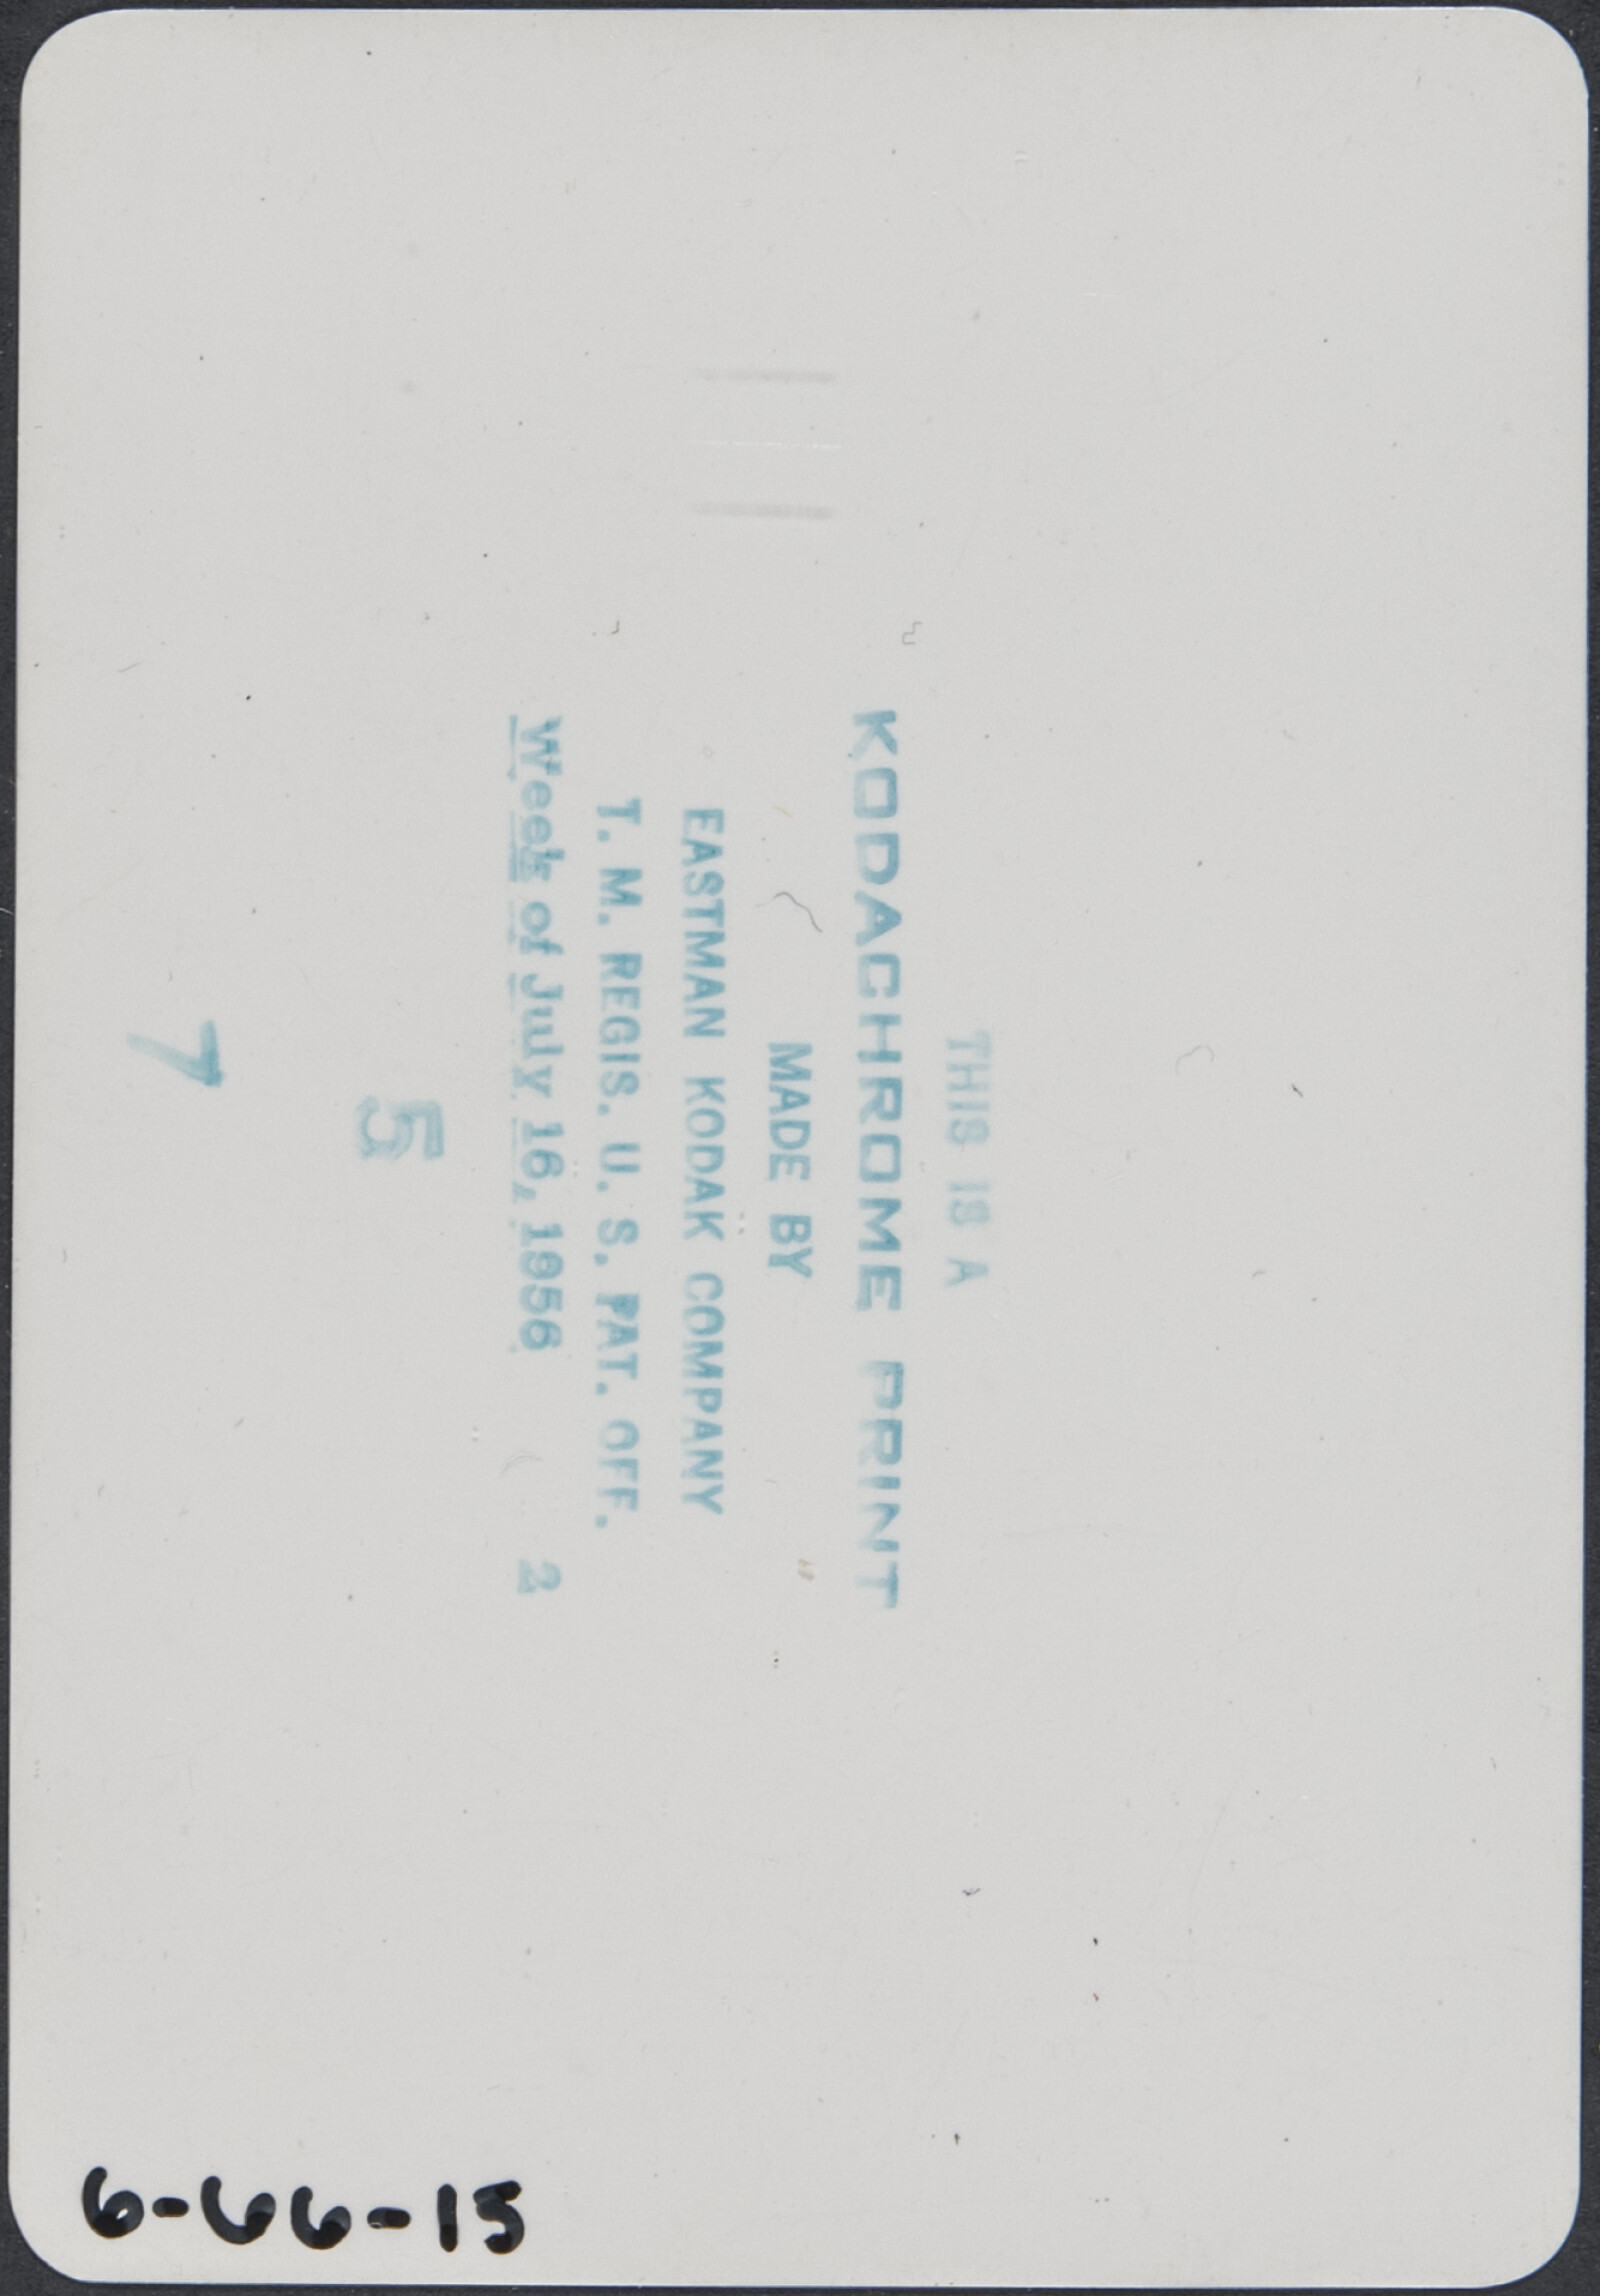 THIS IS A
KODACHROME PRINT
MADE BY
EASTMAN KODAK COMPANY
T. M. REGIS. U. S. PAT. OFF.
Week of July 16, 1956 2
5
7
6-66-15